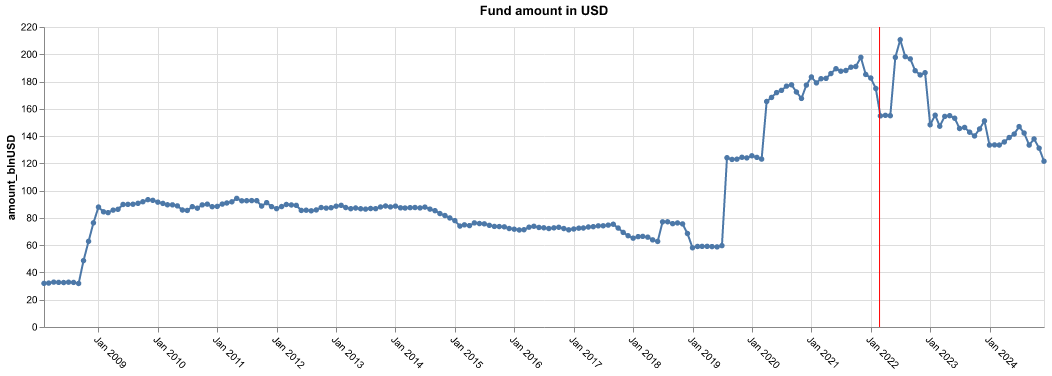 Fund amount in USD
amount_blnUSD
220
200
180
160
140
120
100
80
60
40
20
0
Jan 2009
Jan 2010
Jan 2011
Jan 2012
Jan 2013
Jan 2014
Jan 2015
Jan 2016
Jan 2017
Jan 2018
Jan 2019
Jan 2020
Jan 2021
Jan 2022
Jan 2023
Jan 2024